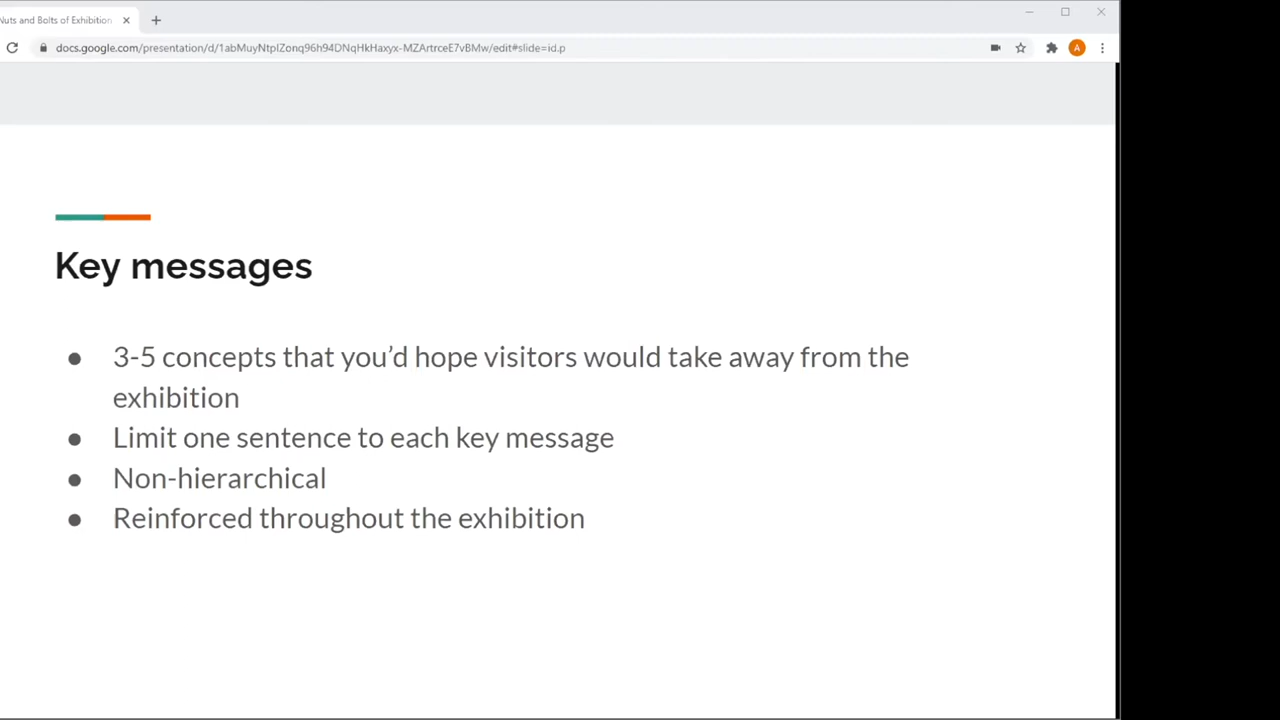 Nuts and Bolts of Exhibition
docs.google.com/presentation/d/1abMuyNtpIZonq96h94DNqHkHaxyx-MZArtrceE7vBMw/edit#slide=id.p
A
Key messages
● 3-5 concepts that you’d hope visitors would take away from the
exhibition
● Limit one sentence to each key message
● Non-hierarchical
● Reinforced throughout the exhibition